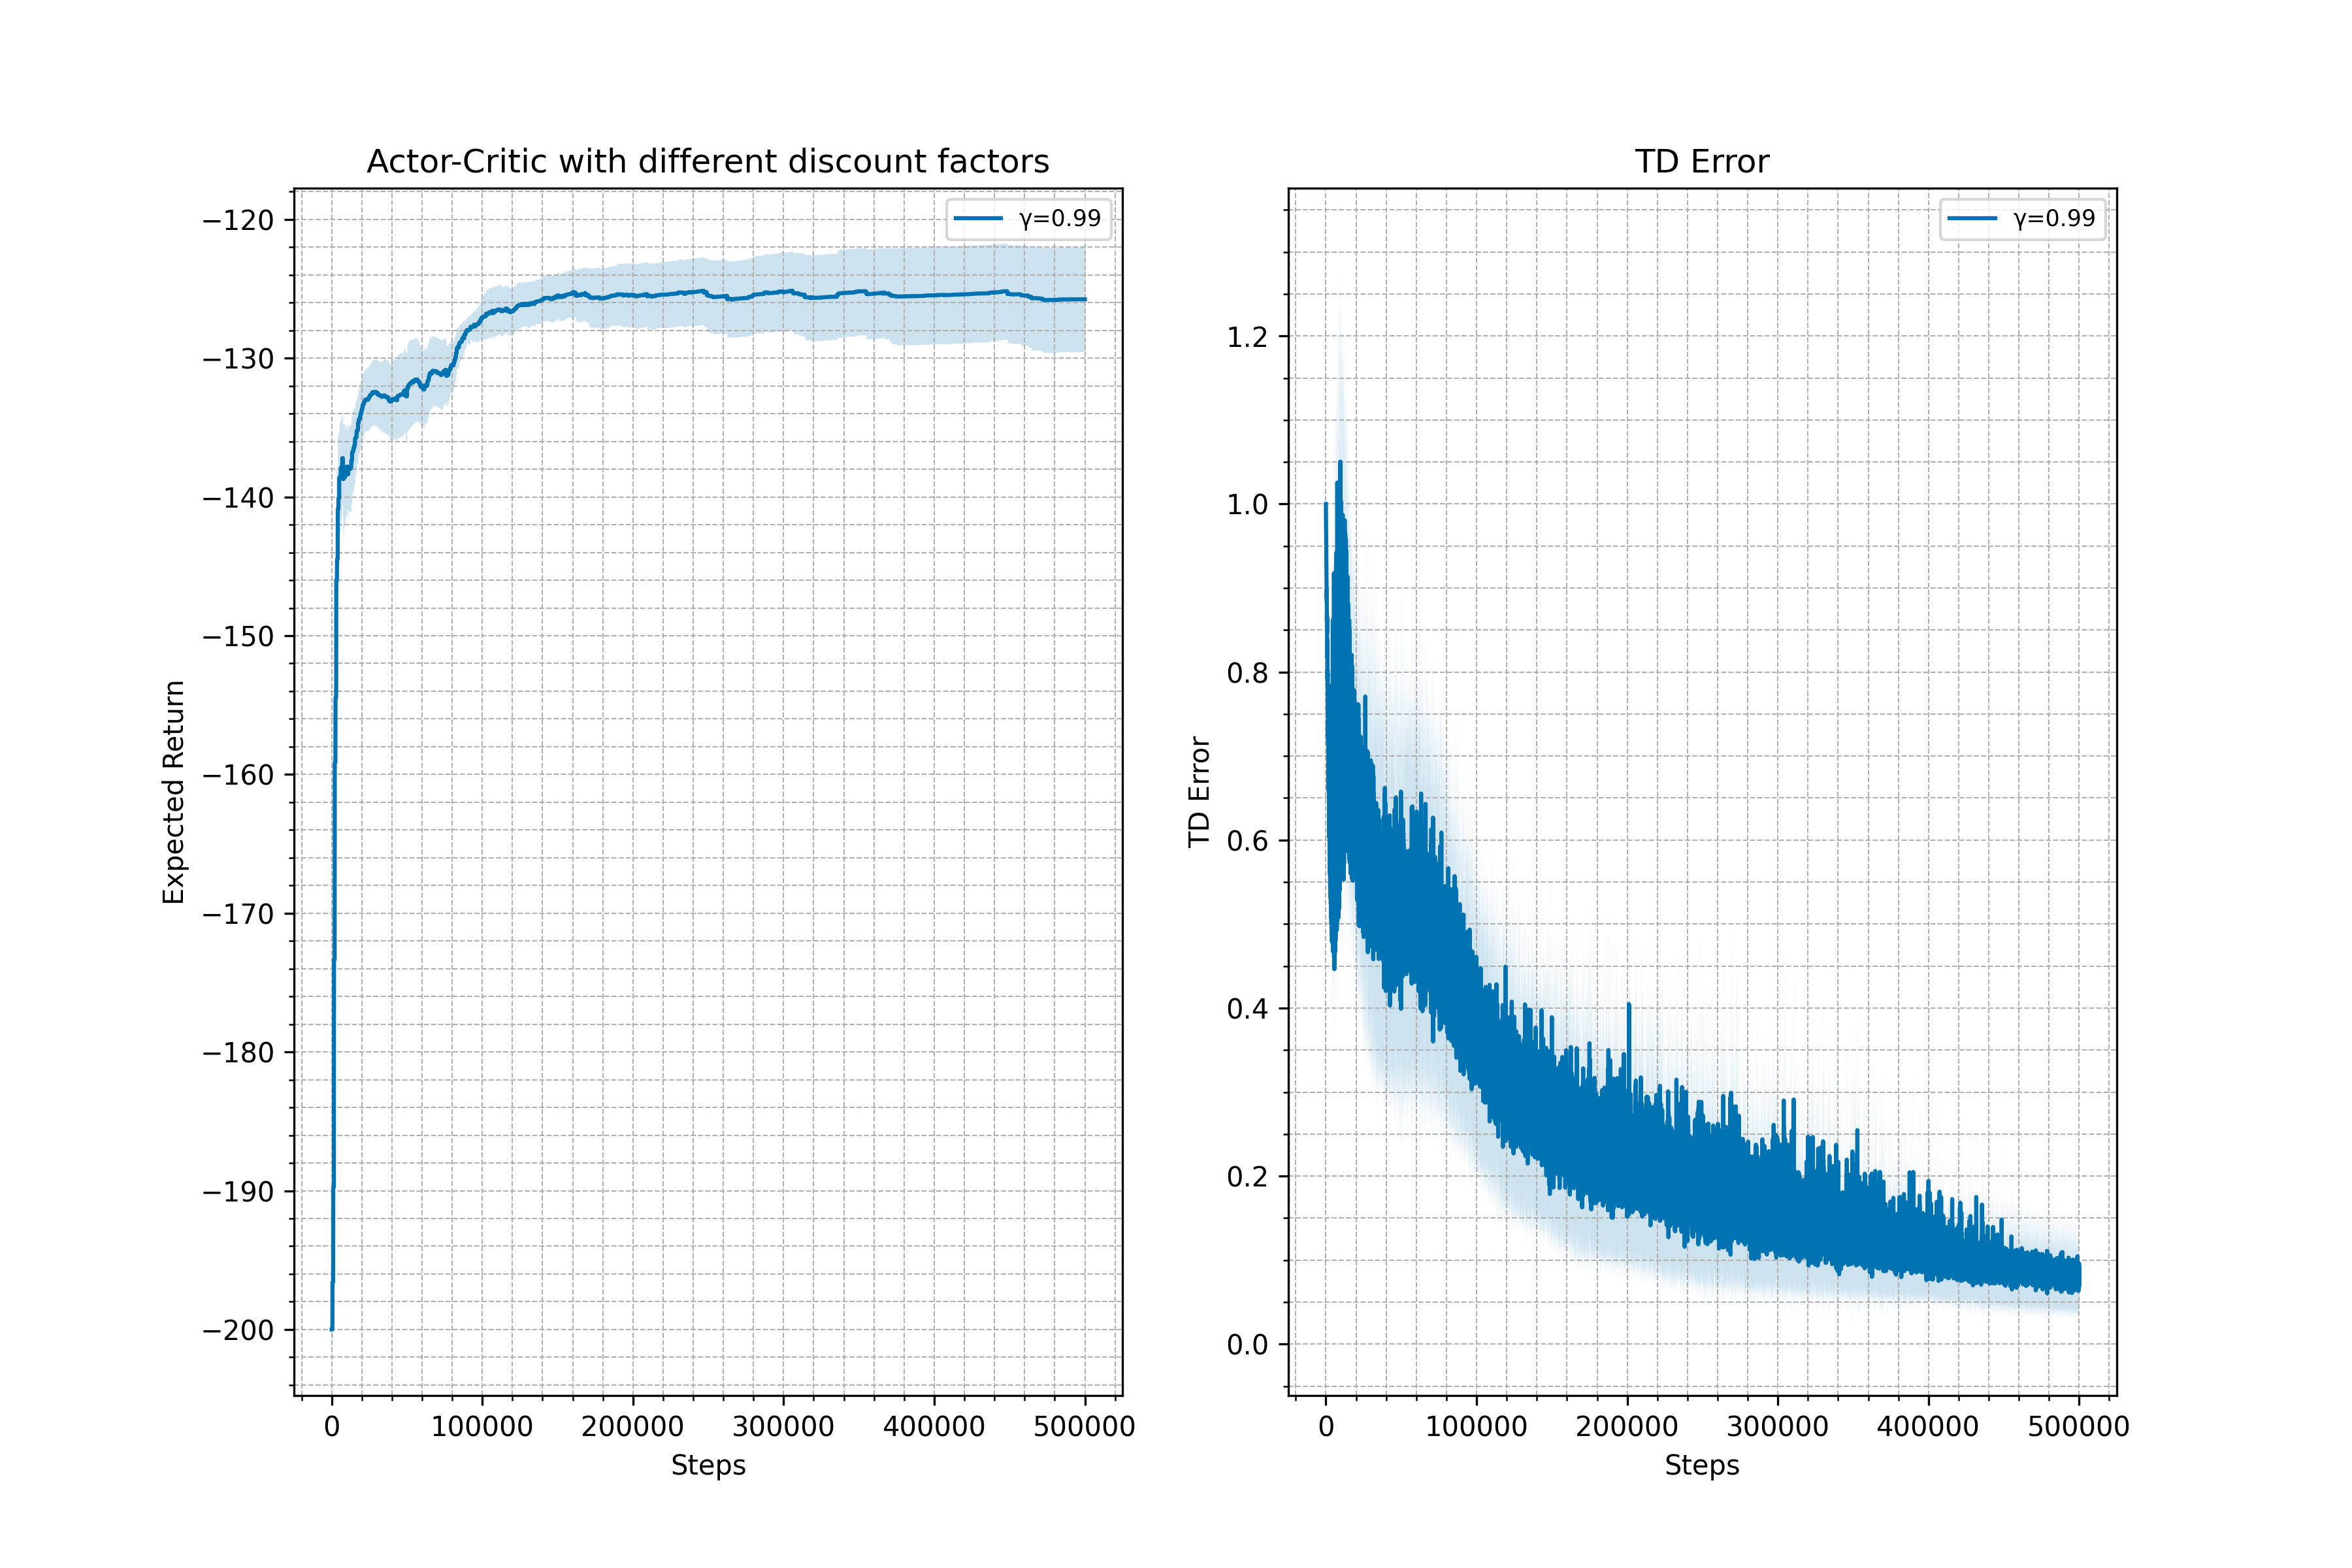 Actor-Critic with different discount factors
γ=0.99
Expected Return
−120
−130
−140
−150
−160
−170
−180
−190
−200
0 100000 200000 300000 400000 500000
Steps
TD Error
γ=0.99
TD Error
1.2
1.0
0.8
0.6
0.4
0.2
0.0
0 100000 200000 300000 400000 500000
Steps